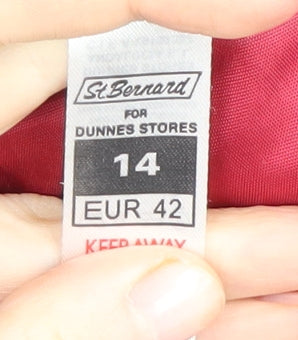 St. Bernard
FOR
DUNNES STORES
14
EUR 42
KEEP AWAY